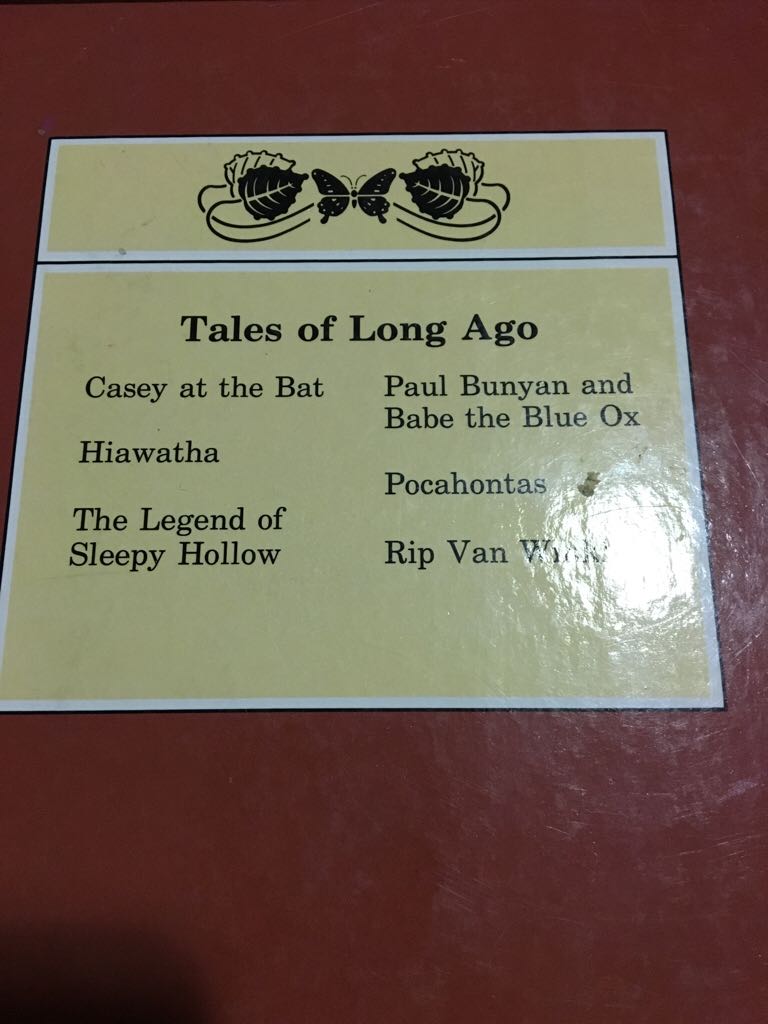 Tales of Long Ago
Casey at the Bat
Hiawatha
The Legend of
Sleepy Hollow
Paul Bunyan and
Babe the Blue Ox
Pocahontas
Rip Van